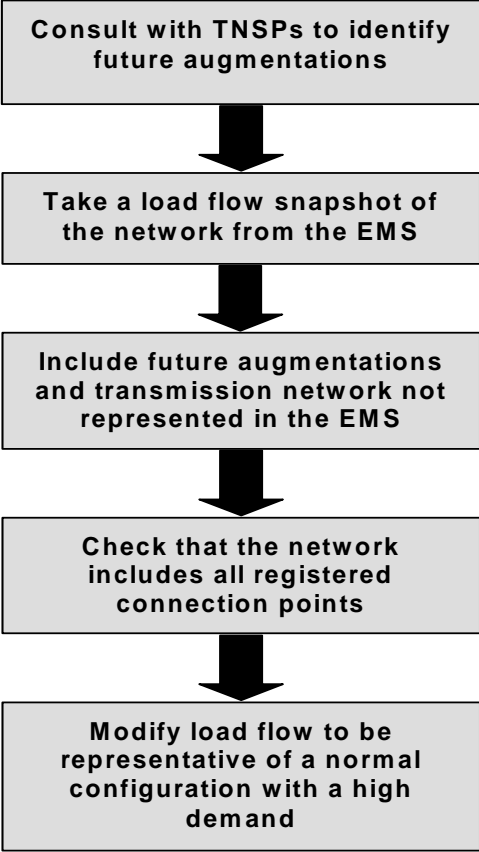 Consult with TNSPs to identify
future augmentations
Take a load flow snapshot of
the network from the EMS
Include future augmentations
and transmission network not
represented in the EMS
Check that the network
includes all registered
connection points
Modify load flow to be
representative of a normal
configuration with a high
demand